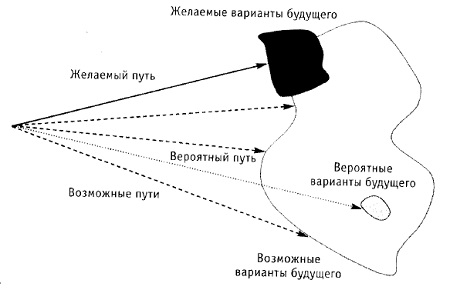 Желаемые варианты будущего
Желаемый путь
Вероятный путь
Вероятные
варианты будущего
Возможные пути
Возможные
варианты будущего